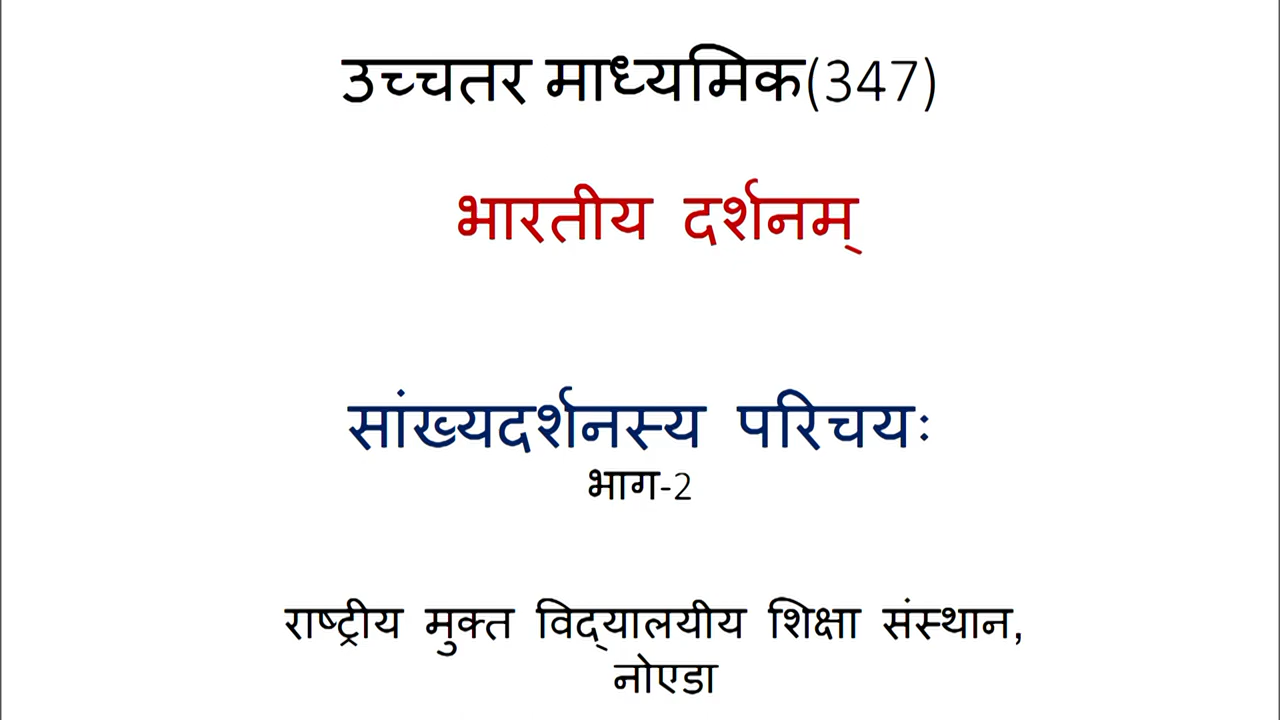 उच्चतर माध्यमिक(347)
भारतीय दर्शनम्
सांख्यदर्शनस्य परिचयः
भाग-2
राष्ट्रीय मुक्त विद्‌यालयीय शिक्षा संस्थान,
नोएडा